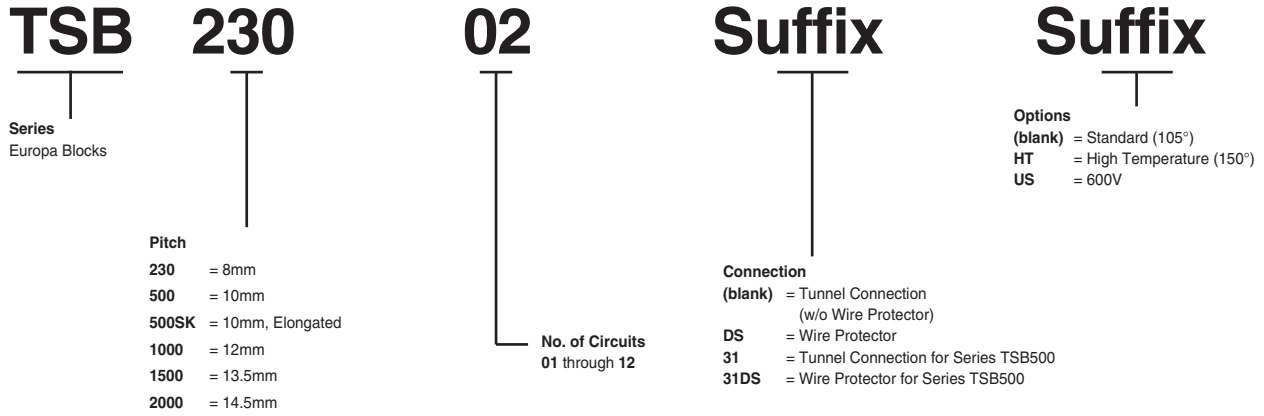 TSB 230 02 Suffix Suffix
Series
Europa Blocks
Pitch
230 = 8mm
500 = 10mm
500SK = 10mm, Elongated
1000 = 12mm
1500 = 13.5mm
2000 = 14.5mm
No. of Circuits
01 through 12
Connection
(blank) = Tunnel Connection
(w/o Wire Protector)
DS = Wire Protector
31 = Tunnel Connection for Series TSB500
31DS = Wire Protector for Series TSB500
Options
(blank) = Standard (105°)
HT = High Temperature (150°)
US = 600V